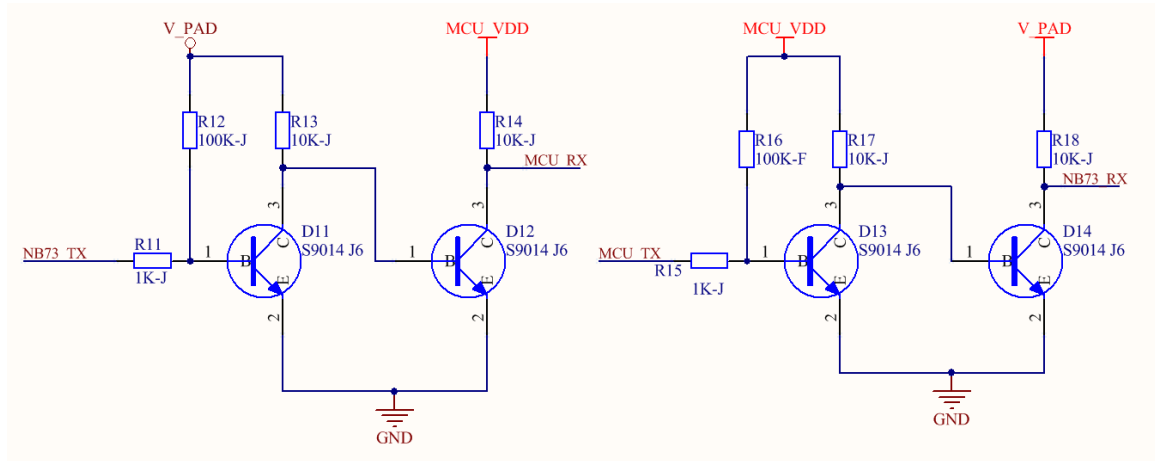 V_PAD
MCU_VDD
MCU_VDD
V_PAD
R12
100K-J
R13
10K-J
R14
10K-J
MCU_RX
R16
100K-F
R17
10K-J
R18
10K-J
NB73_RX
3
3
3
3
NB73_TX
R11
1K-J
1
B
C
E
D11
S9014 J6
1
B
C
E
D12
S9014 J6
MCU_TX
R15
1K-J
1
B
C
E
D13
S9014 J6
1
B
C
E
D14
S9014 J6
2
2
2
2
GND
GND